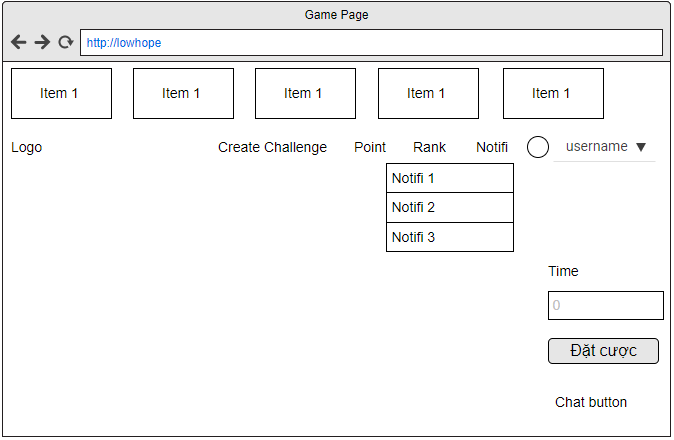 Game Page
http://lowhope
Item 1 Item 1 Item 1 Item 1 Item 1
Logo Create Challenge Point Rank Notifi username
Notifi 1
Notifi 2
Notifi 3
Time
0
Đặt cược
Chat button